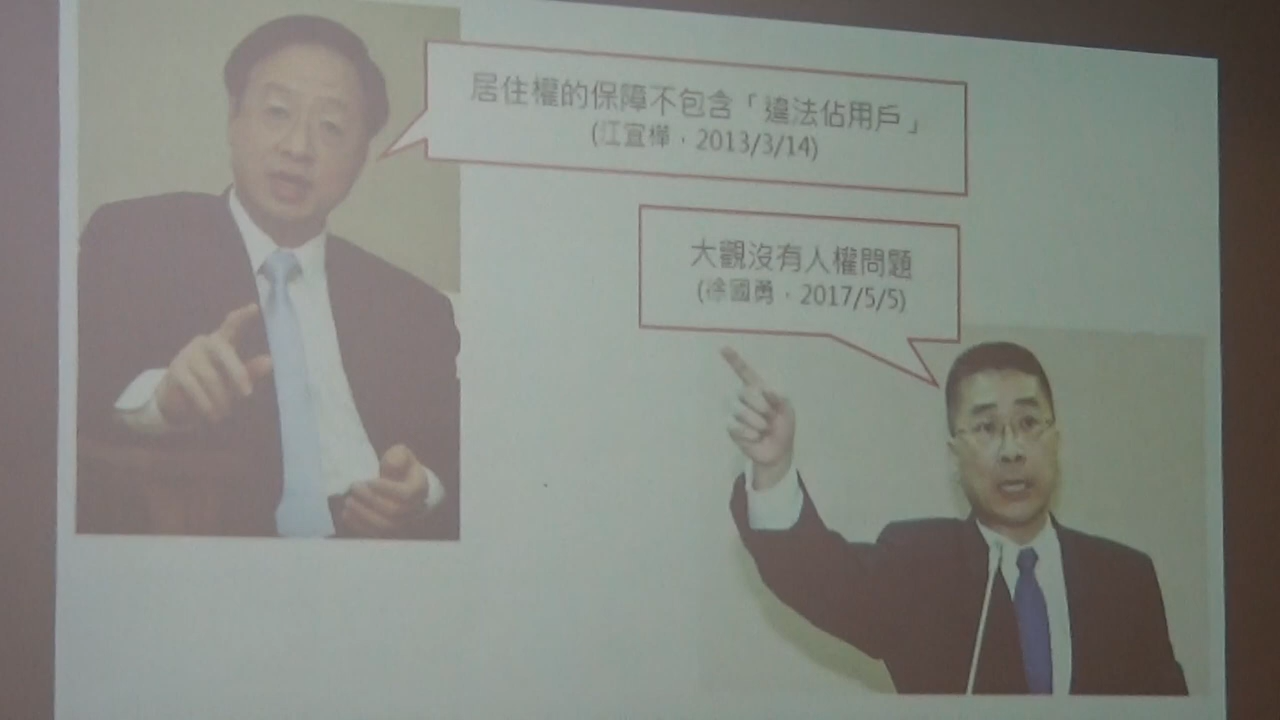 居住權的保障不包含「違法佔用戶」
(江宜樺，2013/3/14)
大觀沒有人權問題
(徐國勇，2017/5/5)